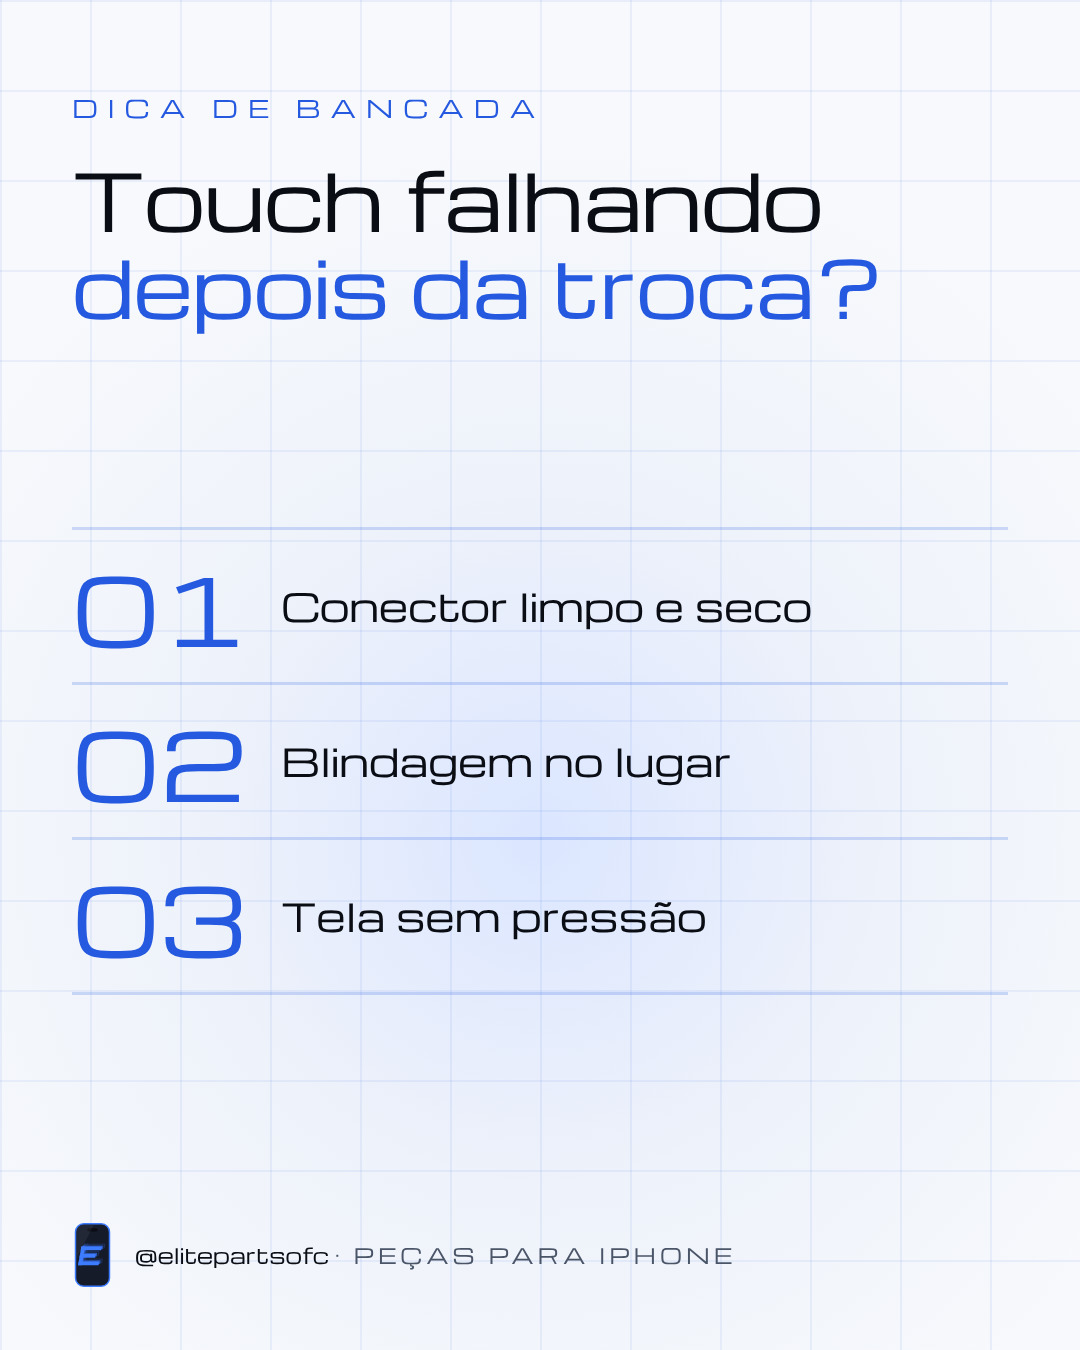 DICA DE BANCADA
Touch falhando
depois da troca?
01 Conector limpo e seco
02 Blindagem no lugar
03 Tela sem pressão
E @elitepartsofc · PEÇAS PARA IPHONE